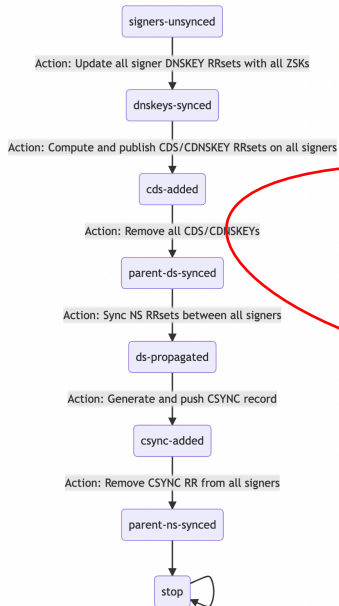 signers-unsynced
Action: Update all signer DNSKEY RRsets with all ZSKs
dnskeys-synced
Action: Compute and publish CDS/CDNSKEY RRsets on all signers
cds-added
Action: Remove all CDS/CDNSKEYs
parent-ds-synced
Action: Sync NS RRsets between all signers
ds-propagated
Action: Generate and push CSYNC record
csync-added
Action: Remove CSYNC RR from all signers
parent-ns-synced
stop